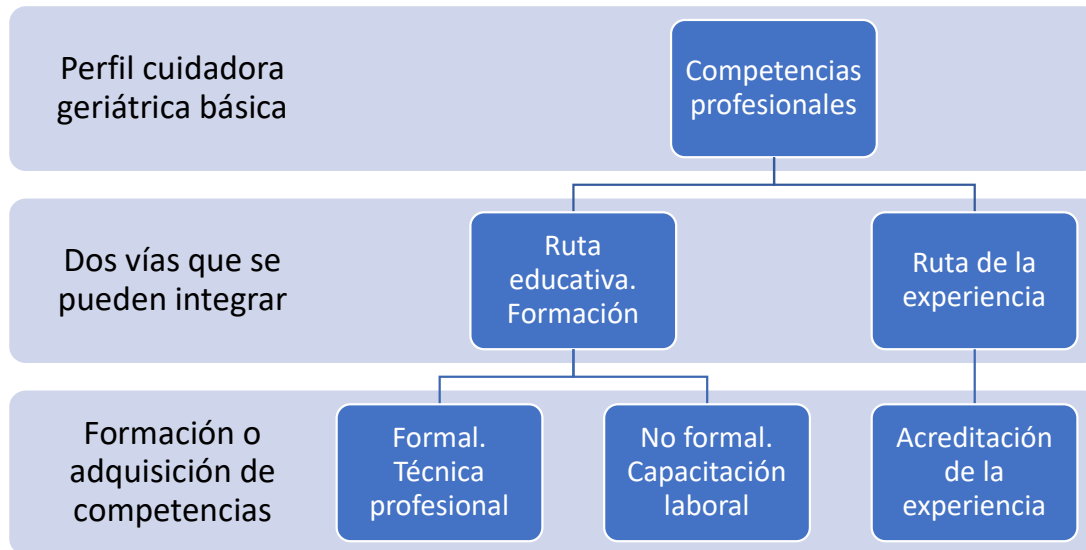 Perfil cuidadora
geriátrica básica
Competencias
profesionales
Dos vías que se
pueden integrar
Ruta
educativa.
Formación
Ruta de la
experiencia
Formación o
adquisición de
competencias
Formal.
Técnica
profesional
No formal.
Capacitación
laboral
Acreditación
de la
experiencia